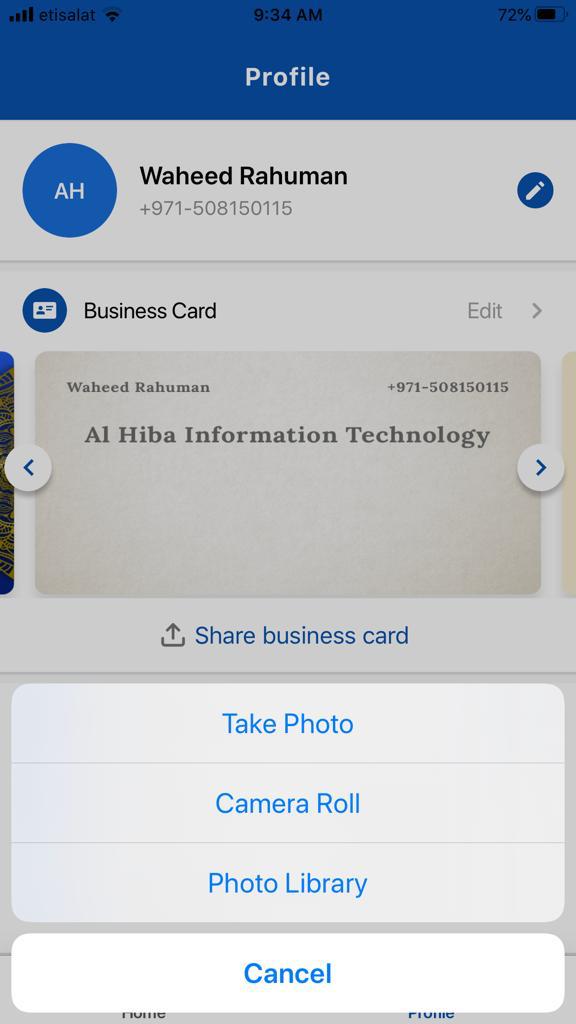 etisalat 9:34 AM 72%
Profile
AH
Waheed Rahuman
+971-508150115
Business Card Edit
Waheed Rahuman +971-508150115
Al Hiba Information Technology
Share business card
Take Photo
Camera Roll
Photo Library
Cancel
Home Profile